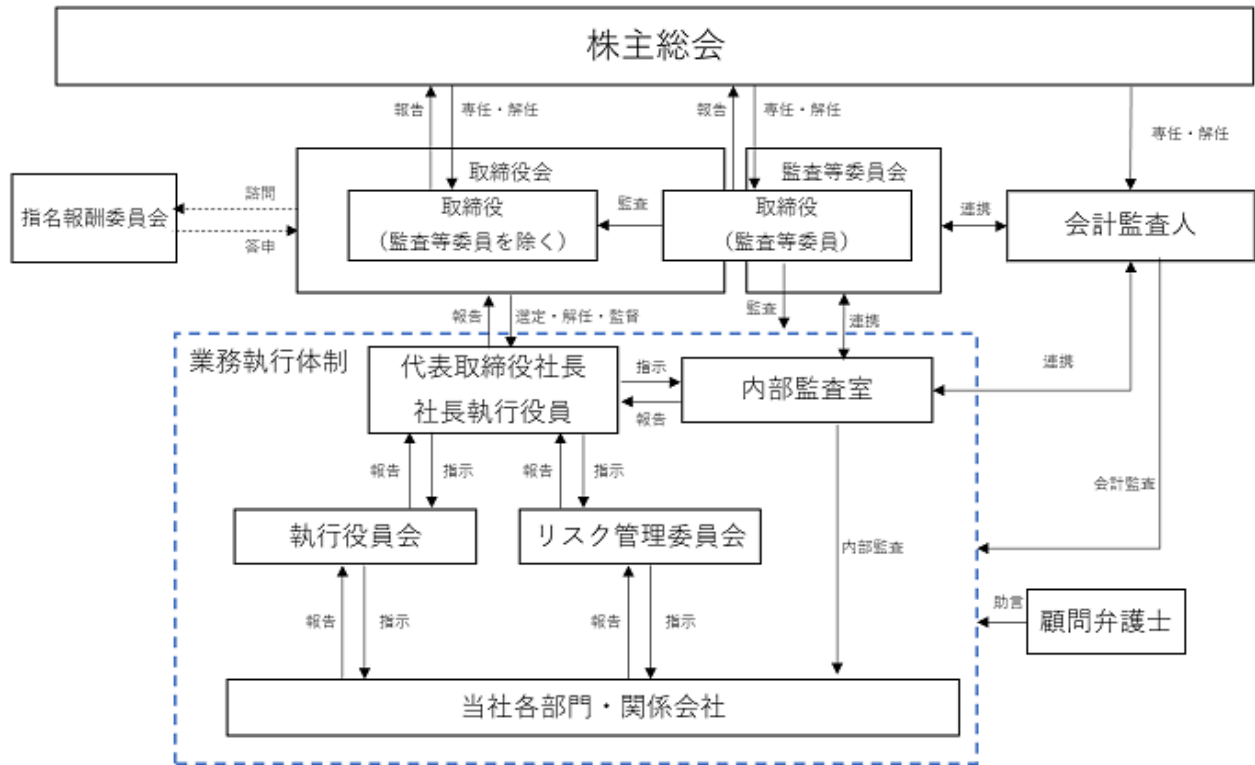 株主総会
報告
専任・解任
報告
専任・解任
専任・解任
取締役会
監査等委員会
指名報酬委員会
諮問
答申
取締役
(監査等委員を除く)
監査
取締役
(監査等委員)
連携
会計監査人
報告
選定・解任・監督
監査
連携
業務執行体制
代表取締役社長
社長執行役員
指示
報告
内部監査室
連携
報告
指示
報告
指示
会計監査
執行役員会
リスク管理委員会
内部監査
報告
指示
報告
指示
助言
顧問弁護士
当社各部門・関係会社